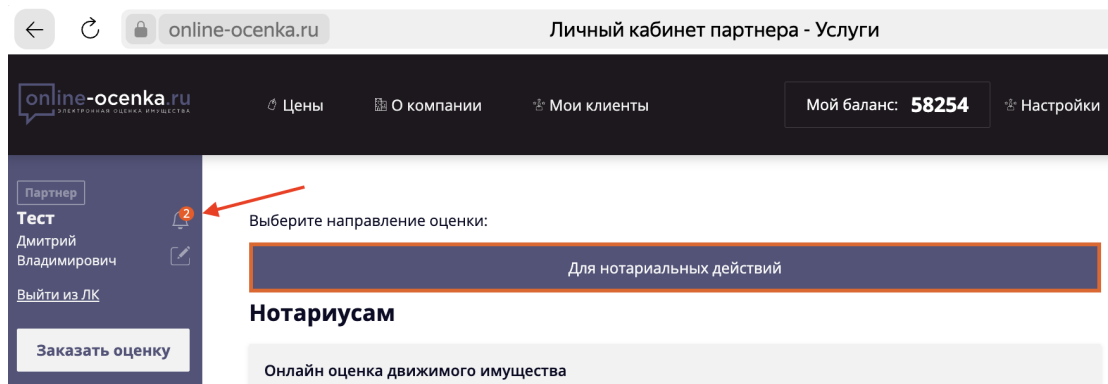 online-ocenka.ru
Личный кабинет партнера - Услуги
online-ocenka.ru
ЭЛЕКТРОННАЯ ОЦЕНКА ИМУЩЕСТВА
Цены
О компании
Мои клиенты
Мой баланс: 58254
Настройки
Партнер
Тест
2
Дмитрий
Владимирович
Выйти из ЛК
Заказать оценку
Выберите направление оценки:
Для нотариальных действий
Нотариусам
Онлайн оценка движимого имущества